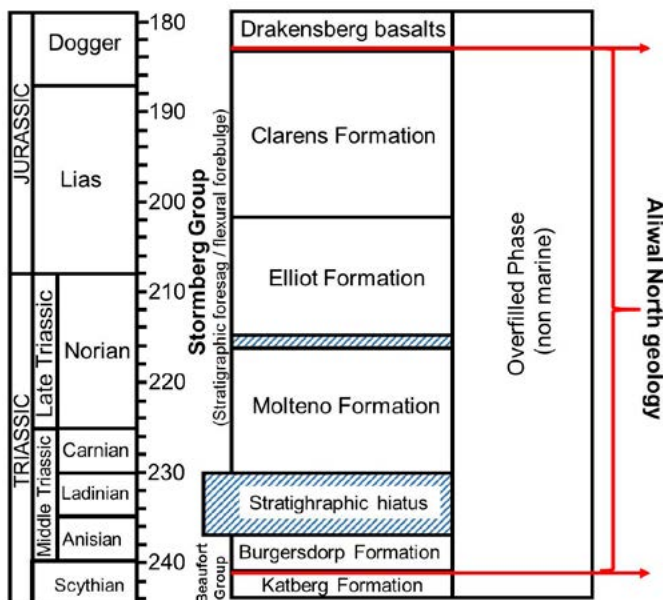 JURASSIC
TRIASSIC
Dogger
Lias
Late Triassic
Norian
Middle Triassic
Carnian
Ladinian
Anisian
Scythian
180
190
200
210
220
230
240
Stormberg Group
(Stratigraphic foresag / flexural forebulge)
Beaufort
Group
Drakensberg basalts
Clarens Formation
Elliot Formation
Molteno Formation
Stratighraphic hiatus
Burgersdorp Formation
Katberg Formation
Overfilled Phase
(non marine)
Aliwal North geology